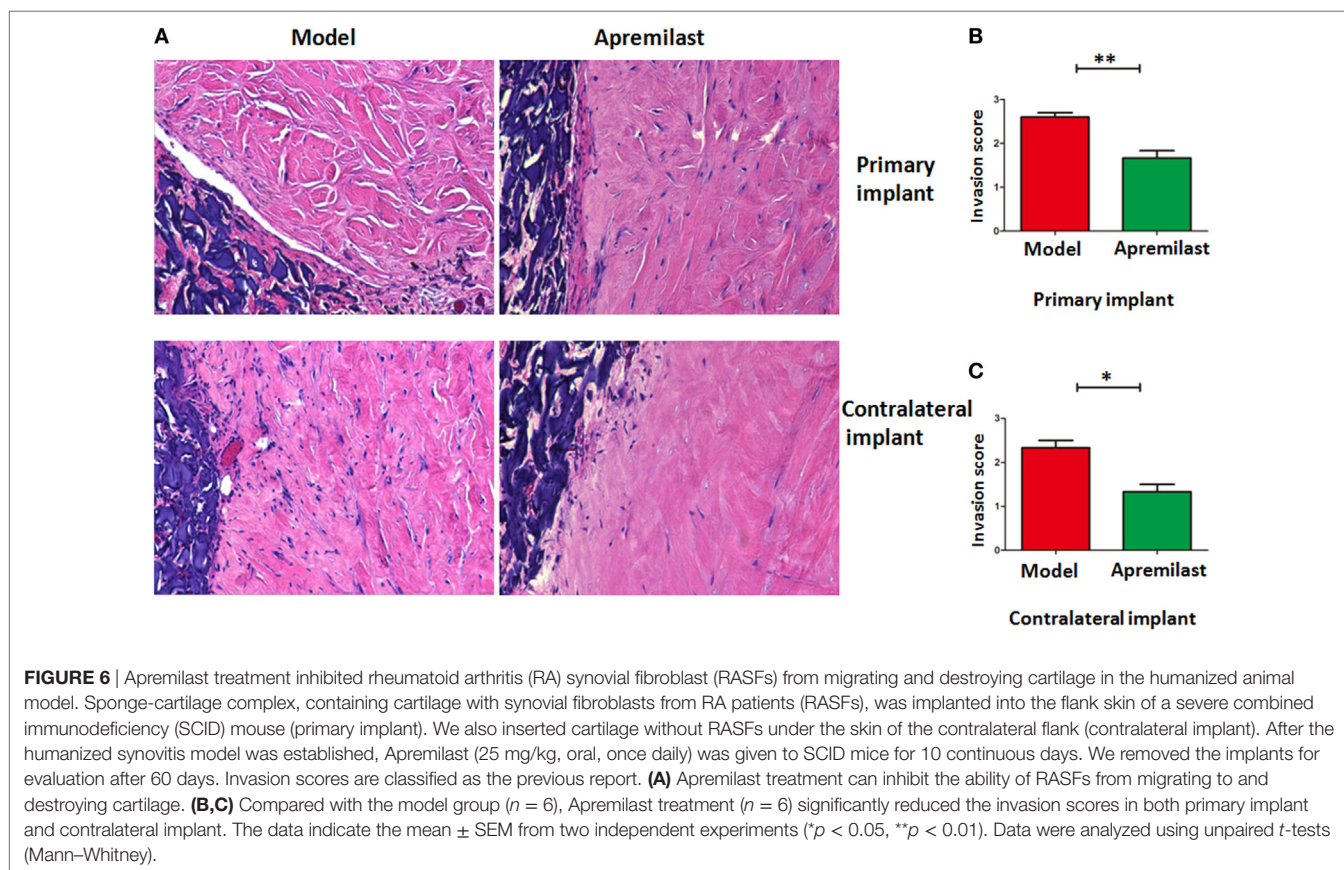 A
Model
Apremilast
Primary
implant
Contralateral
implant
B
**
3
2
1
0
Invasion score
Model
Apremilast
Primary implant
C
*
3
2
1
0
Invasion score
Model
Apremilast
Contralateral implant
FIGURE 6 | Apremilast treatment inhibited rheumatoid arthritis (RA) synovial fibroblast (RASFs) from migrating and destroying cartilage in the humanized animal
model. Sponge-cartilage complex, containing cartilage with synovial fibroblasts from RA patients (RASFs), was implanted into the flank skin of a severe combined
immunodeficiency (SCID) mouse (primary implant). We also inserted cartilage without RASFs under the skin of the contralateral flank (contralateral implant). After the
humanized synovitis model was established, Apremilast (25 mg/kg, oral, once daily) was given to SCID mice for 10 continuous days. We removed the implants for
evaluation after 60 days. Invasion scores are classified as the previous report. (A) Apremilast treatment can inhibit the ability of RASFs from migrating to and
destroying cartilage. (B,C) Compared with the model group (n = 6), Apremilast treatment (n = 6) significantly reduced the invasion scores in both primary implant
and contralateral implant. The data indicate the mean ± SEM from two independent experiments (*p < 0.05, **p < 0.01). Data were analyzed using unpaired t-tests
(Mann–Whitney).